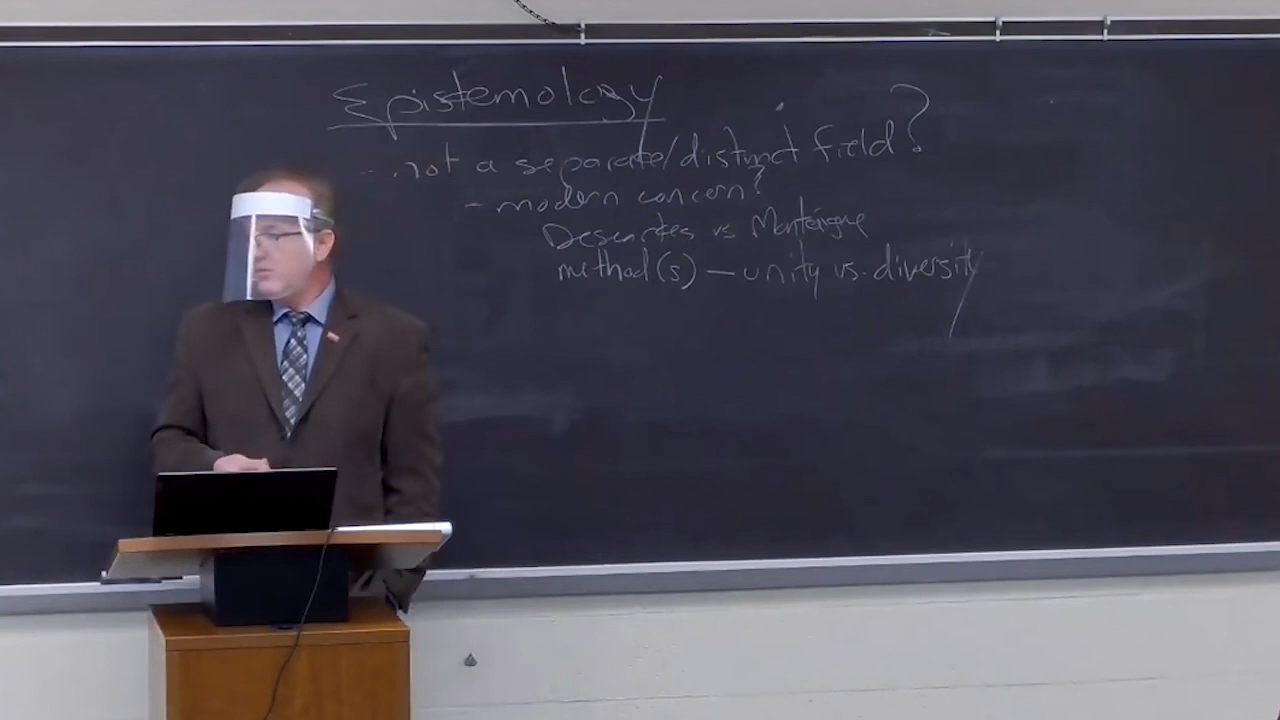 Epistemology
...not a separate/distinct field?
- modern concern?
Descartes vs Montaigne
method(s) — unity vs. diversity